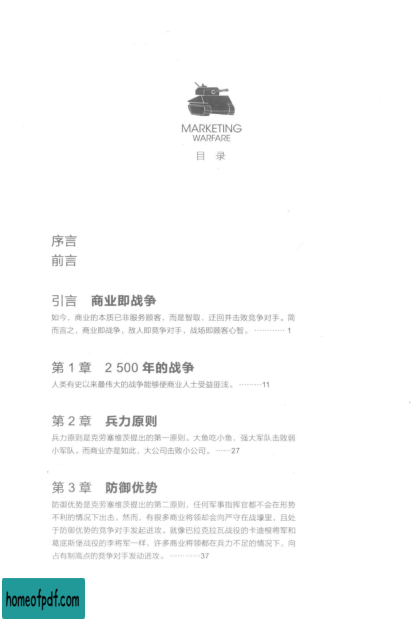 MARKETING
WARFARE
目 录
序言
前言
引言 商业即战争
如今，商业的本质已非服务顾客，而是智取、迂回并击败竞争对手。简
而言之，商业即战争，敌人即竞争对手，战场即顾客心智。 ………… 1
第 1 章 2 500 年的战争
人类有史以来最伟大的战争能够使商业人士受益匪浅。 ………11
第 2 章 兵力原则
兵力原则是克劳塞维茨提出的第一原则。大鱼吃小鱼，强大军队击败弱
小军队。而商业亦是如此，大公司击败小公司。 ……27
第 3 章 防御优势
防御优势是克劳塞维茨提出的第二原则，任何军事指挥官都不会在形势
不利的情况下出击。然而，有很多商业将领却会向严守在战壕里，且处
于防御优势的竞争对手发起进攻。就像巴拉克拉瓦战役的卡迪根将军和
葛底斯堡战役的李将军一样，许多商业将领都在兵力不足的情况下，向
占有制高点的竞争对手发动进攻。 …………37
homeofpdf.com